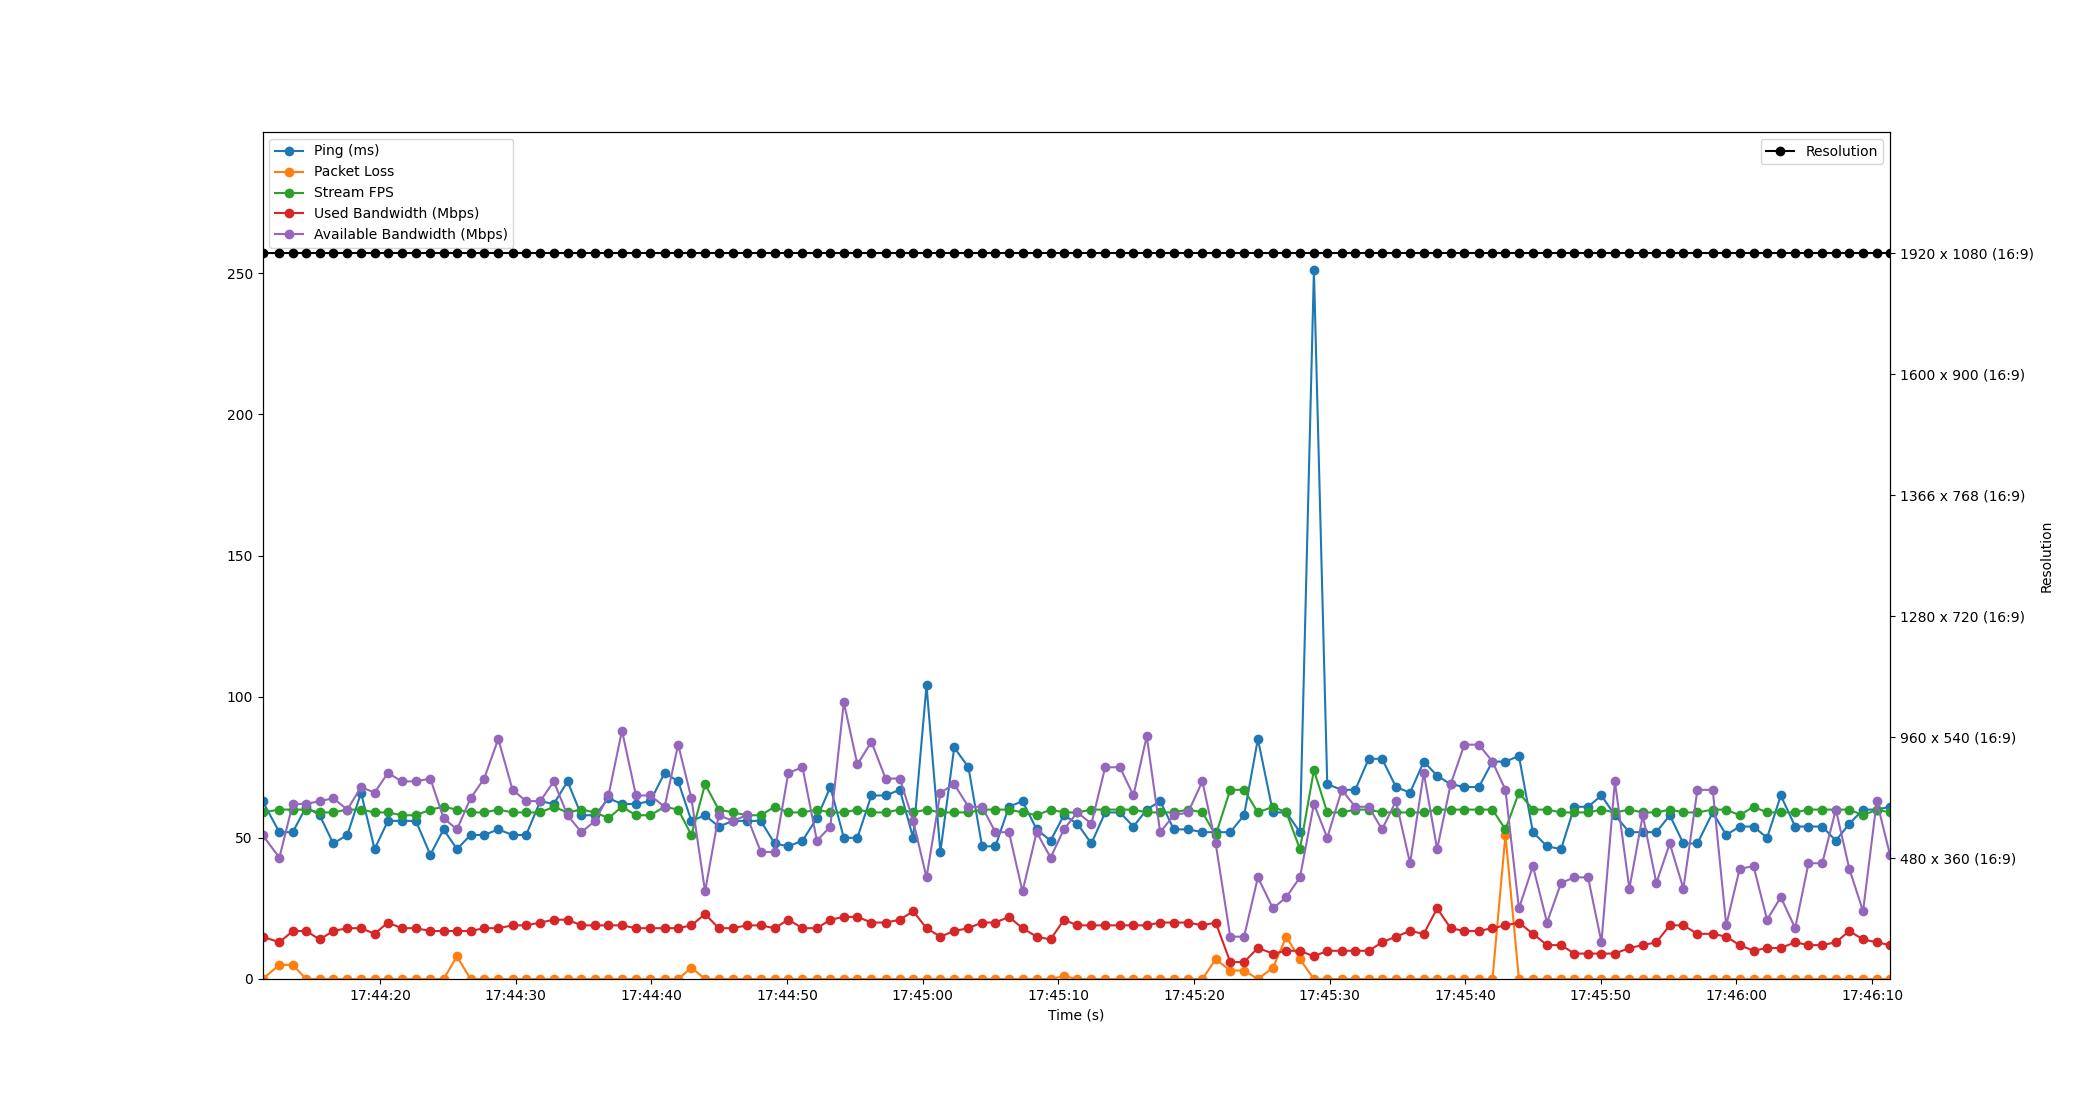 Ping (ms)
Packet Loss
Stream FPS
Used Bandwidth (Mbps)
Available Bandwidth (Mbps)
Resolution
250
200
150
100
50
0
1920 x 1080 (16:9)
1600 x 900 (16:9)
1366 x 768 (16:9)
1280 x 720 (16:9)
960 x 540 (16:9)
480 x 360 (16:9)
Resolution
17:44:20 17:44:30 17:44:40 17:44:50 17:45:00 17:45:10 17:45:20 17:45:30 17:45:40 17:45:50 17:46:00 17:46:10
Time (s)